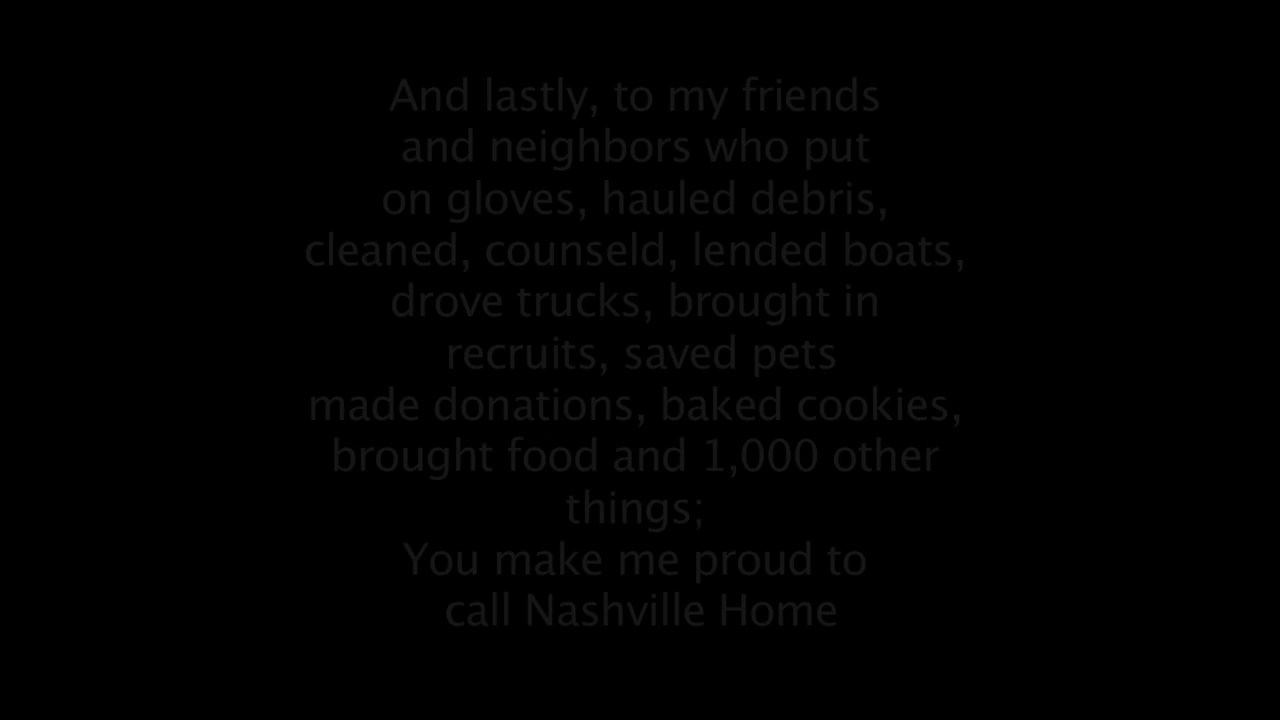 And lastly, to my friends
and neighbors who put
on gloves, hauled debris,
cleaned, counseld, lended boats,
drove trucks, brought in
recruits, saved pets
made donations, baked cookies,
brought food and 1,000 other
things;
You make me proud to
call Nashville Home